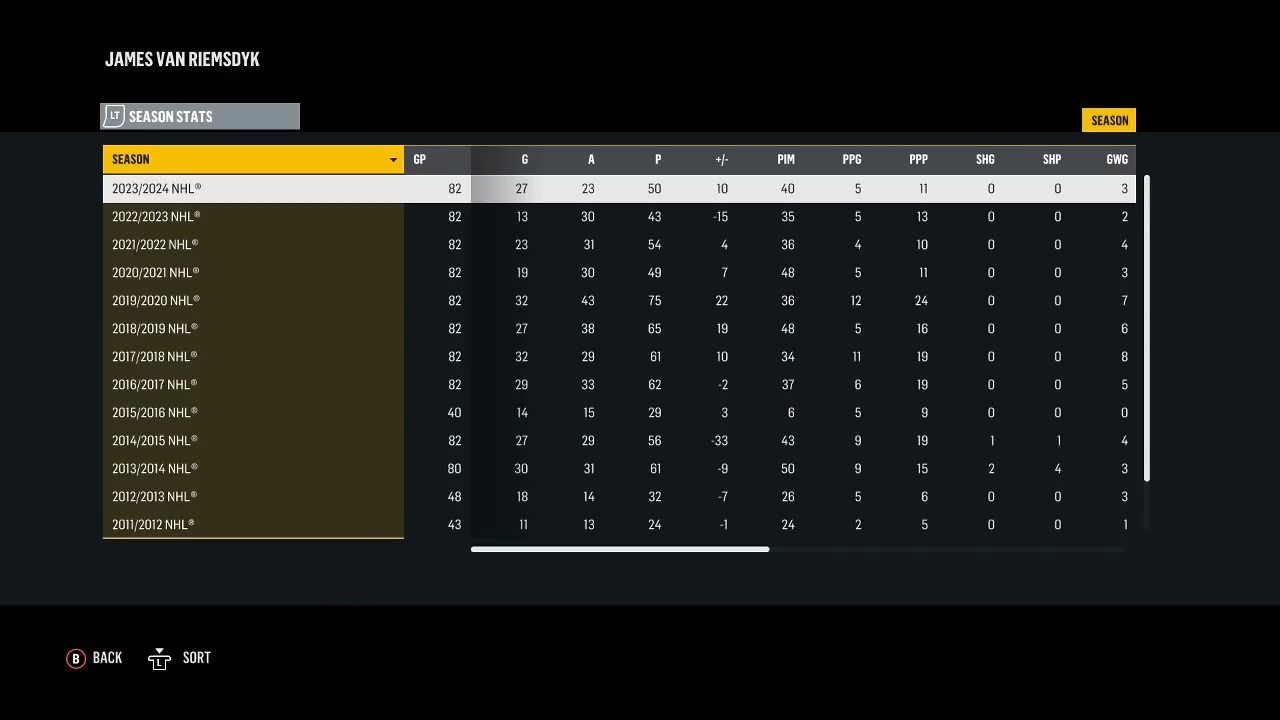 JAMES VAN RIEMSDYK
LT SEASON STATS
SEASON
SEASON GP G A P +/- PIM PPG PPP SHG SHP GWG
2023/2024 NHL® 82 27 23 50 10 40 5 11 0 0 3
2022/2023 NHL® 82 13 30 43 -15 35 5 13 0 0 2
2021/2022 NHL® 82 23 31 54 4 36 4 10 0 0 4
2020/2021 NHL® 82 19 30 49 7 48 5 11 0 0 3
2019/2020 NHL® 82 32 43 75 22 36 12 24 0 0 7
2018/2019 NHL® 82 27 38 65 19 48 5 16 0 0 6
2017/2018 NHL® 82 32 29 61 10 34 11 19 0 0 8
2016/2017 NHL® 82 29 33 62 -2 37 6 19 0 0 5
2015/2016 NHL® 40 14 15 29 3 6 5 9 0 0 0
2014/2015 NHL® 82 27 29 56 -33 43 9 19 1 1 4
2013/2014 NHL® 80 30 31 61 -9 50 9 15 2 4 3
2012/2013 NHL® 48 18 14 32 -7 26 5 6 0 0 3
2011/2012 NHL® 43 11 13 24 -1 24 2 5 0 0 1
B BACK L SORT